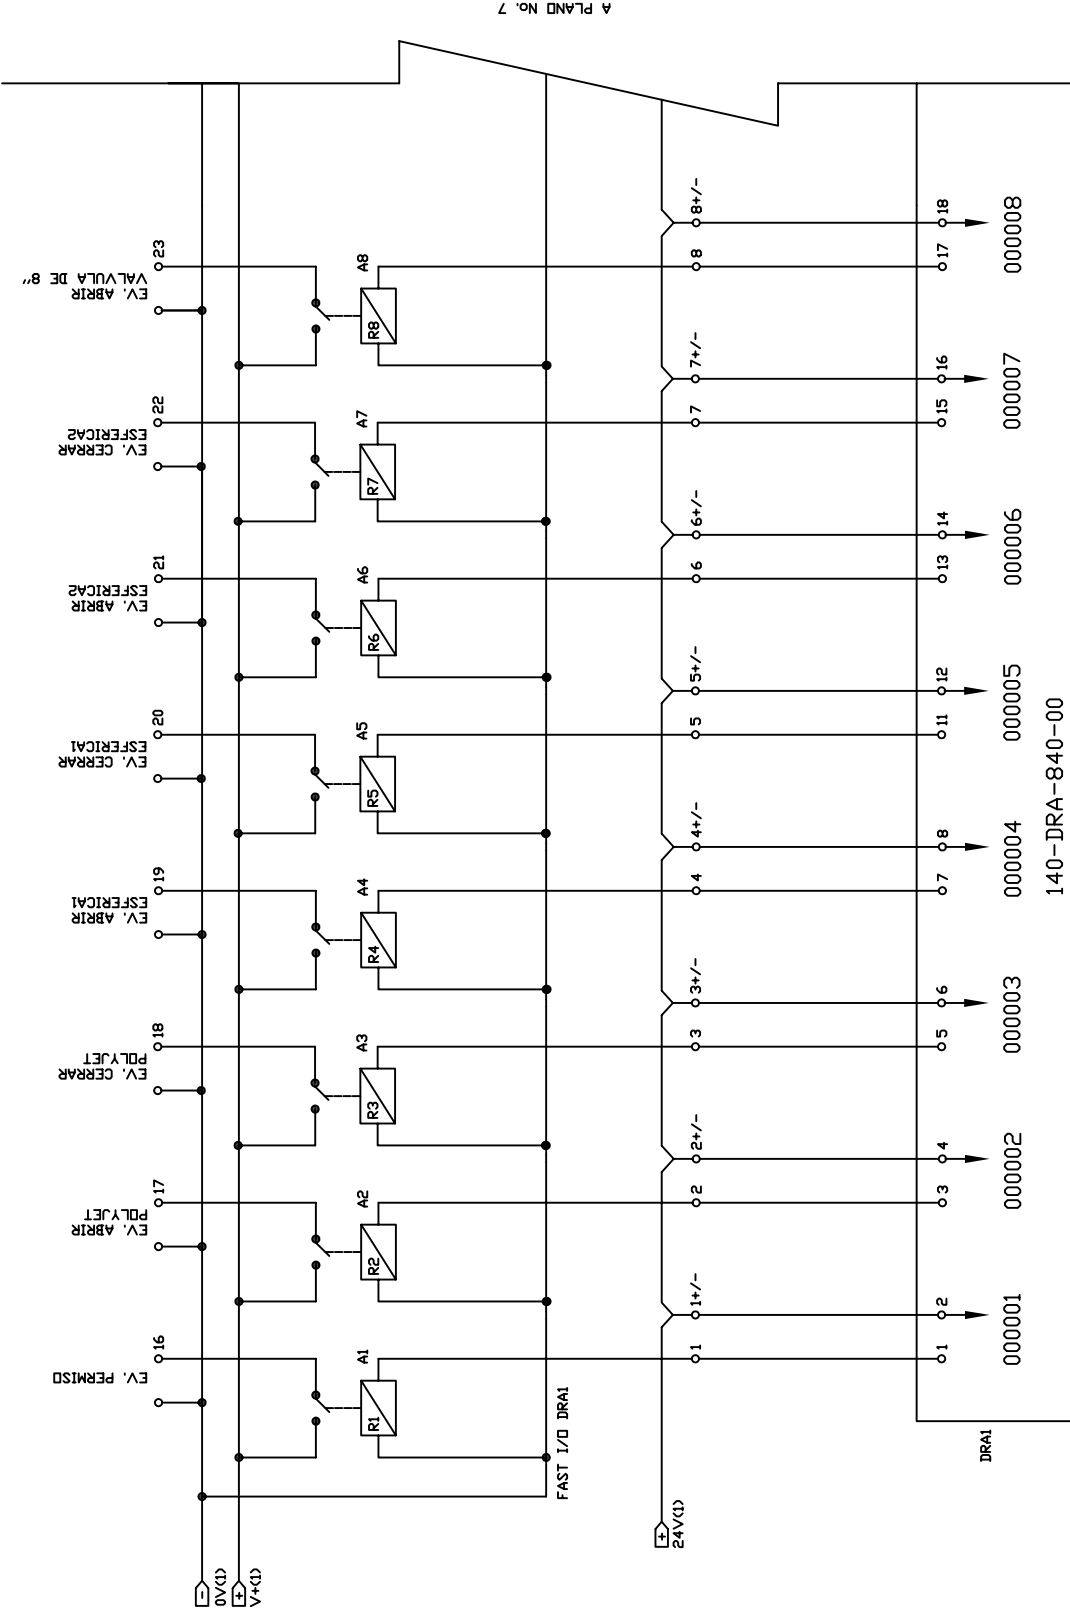 A PLANO No. 7
23
EV. ABRIR
VALVULA DE 8"
22
EV. CERRAR
ESFERICA2
21
EV. ABRIR
ESFERICA2
20
EV. CERRAR
ESFERICA1
19
EV. ABRIR
ESFERICA1
18
EV. CERRAR
POLYJET
17
EV. ABRIR
POLYJET
16
EV. PERMISO
-
0V(1)
+
V+(1)
R1
A1
R2
A2
R3
A3
R4
A4
R5
A5
R6
A6
R7
A7
R8
A8
FAST I/O DRA1
+
24V(1)
1
1+/-
2
2+/-
3
3+/-
4
4+/-
5
5+/-
6
6+/-
7
7+/-
8
8+/-
1
2
3
4
5
6
7
8
11
12
13
14
15
16
17
18
DRA1
000001
000002
000003
000004
000005
000006
000007
000008
140-DRA-840-00